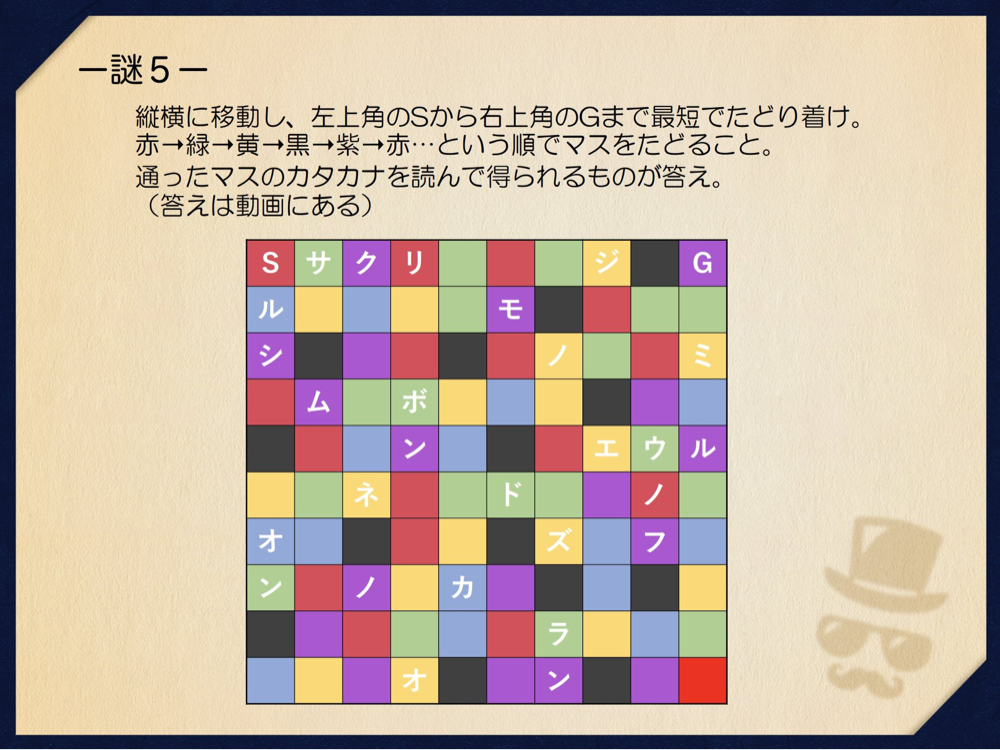 ー謎5ー
縦横に移動し、左上角のSから右上角のGまで最短でたどり着け。
赤→緑→黄→黒→紫→赤…という順でマスをたどること。
通ったマスのカタカナを読んで得られるものが答え。
（答えは動画にある）
S サ ク リ ジ G
ル モ
シ ノ ミ
ム ボ
ン エ ウ ル
ネ ド ノ
オ ズ フ
ン ノ カ
ラ
オ ン